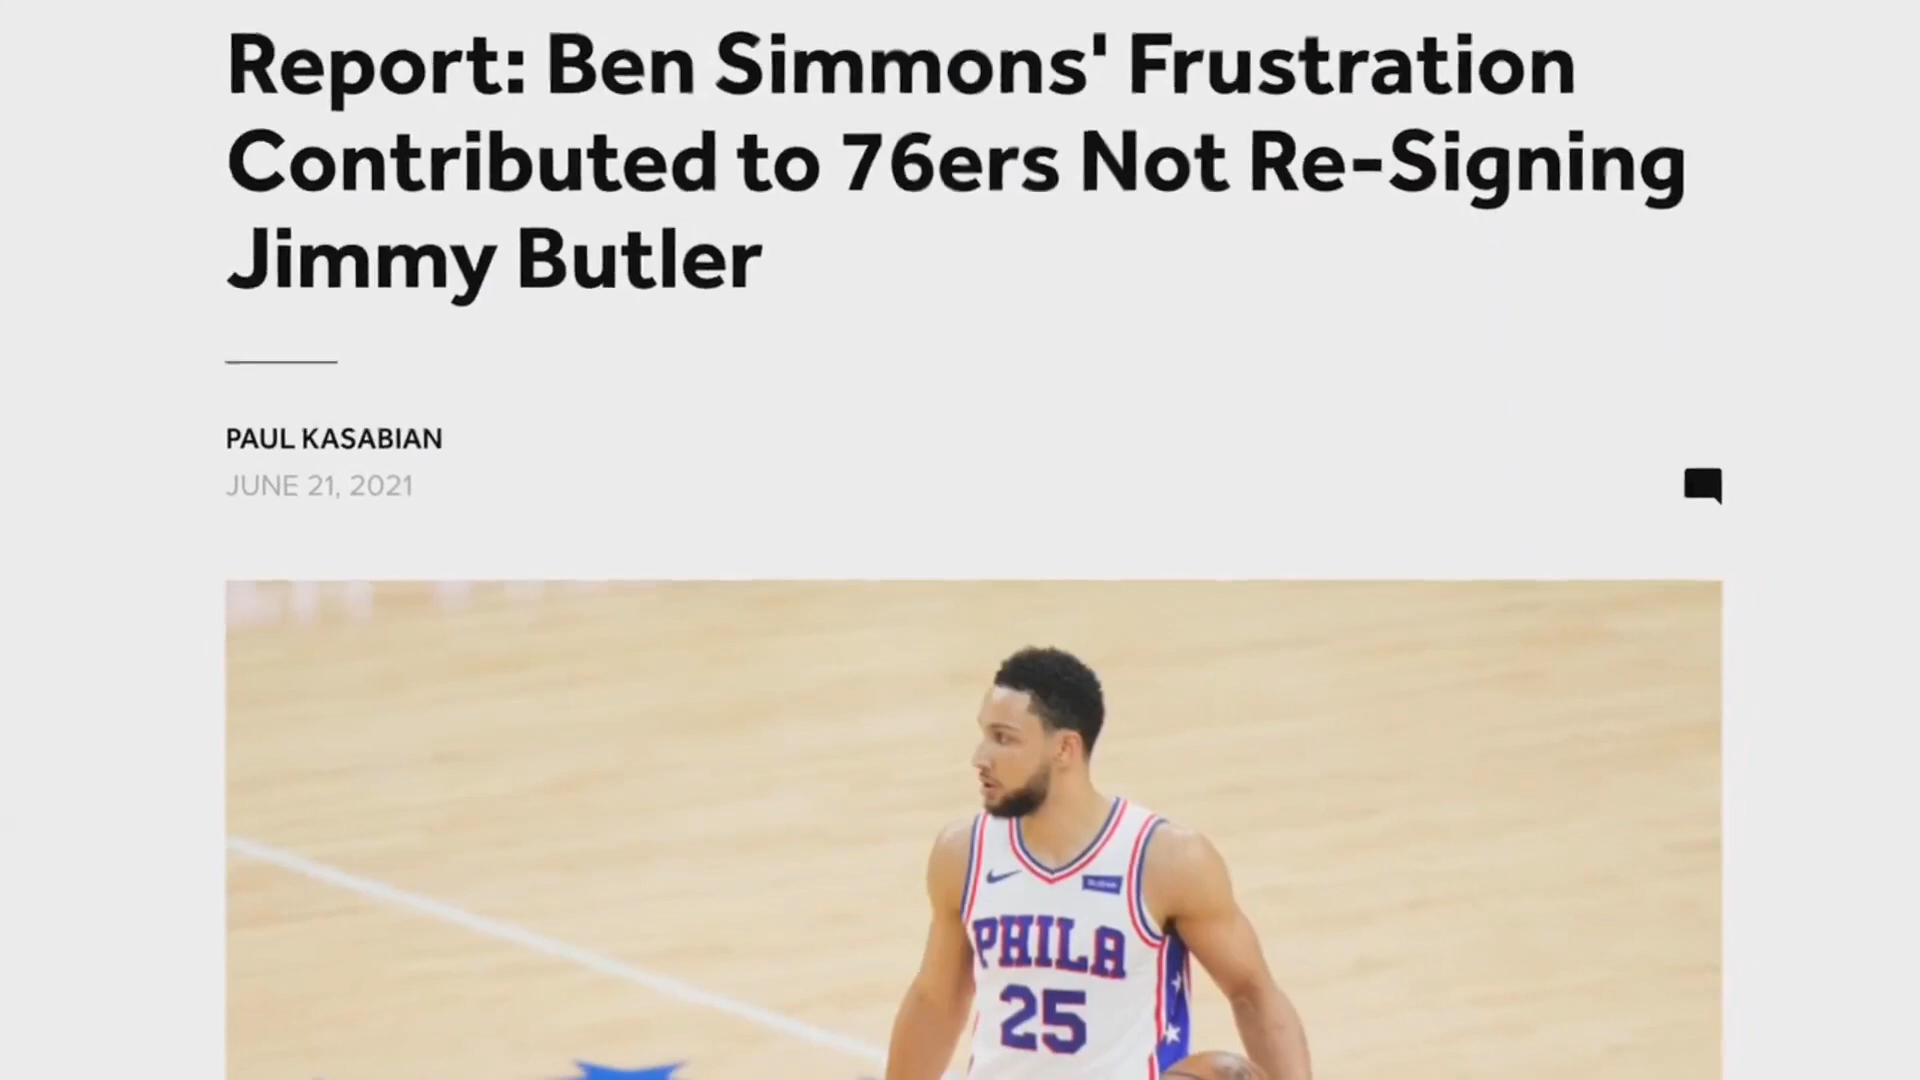 Report: Ben Simmons' Frustration
Contributed to 76ers Not Re-Signing
Jimmy Butler
PAUL KASABIAN
JUNE 21, 2021
PHILA
25